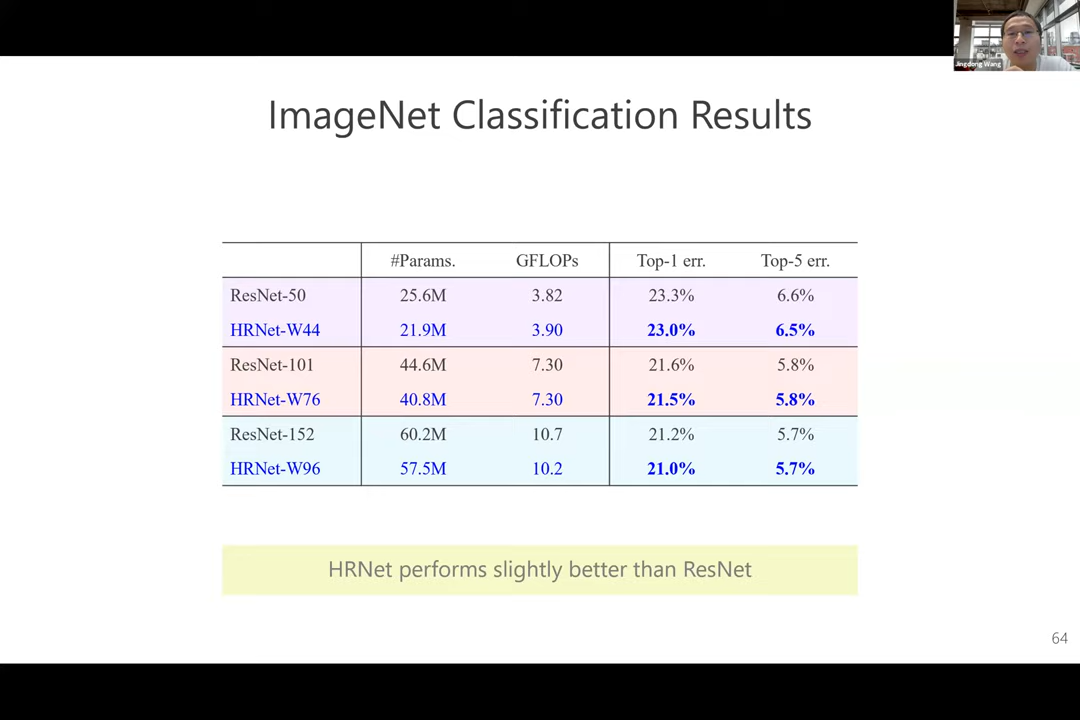 Jingdong Wang
ImageNet Classification Results
#Params. GFLOPs Top-1 err. Top-5 err.
ResNet-50 25.6M 3.82 23.3% 6.6%
HRNet-W44 21.9M 3.90 23.0% 6.5%
ResNet-101 44.6M 7.30 21.6% 5.8%
HRNet-W76 40.8M 7.30 21.5% 5.8%
ResNet-152 60.2M 10.7 21.2% 5.7%
HRNet-W96 57.5M 10.2 21.0% 5.7%
HRNet performs slightly better than ResNet
64